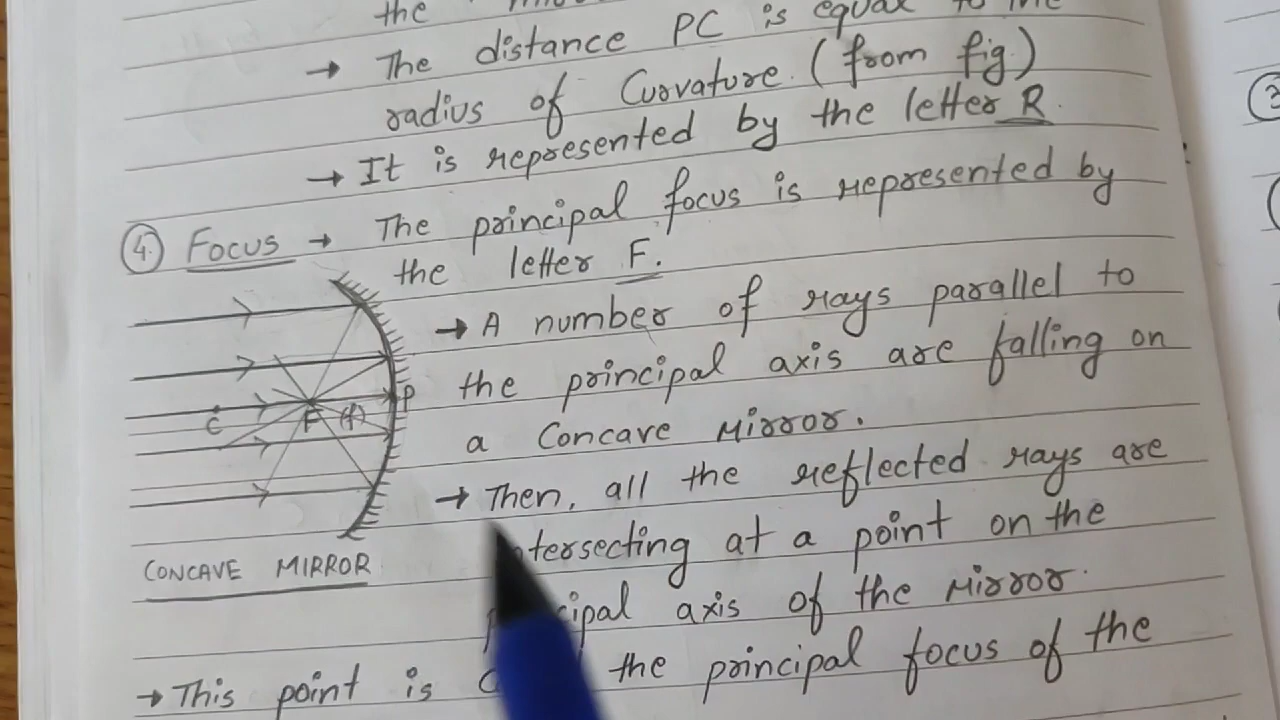 the
→ The distance PC is equal to the
radius of Curvature. (from fig.)
→ It is represented by the letter R.
④ Focus → The principal focus is represented by
the letter F.
→ A number of rays parallel to
the principal axis are falling on
a Concave Mirror.
→ Then, all the reflected rays are
ntersecting at a point on the
cipal axis of the Mirror.
→ This point is the principal focus of the
C F (f) P
CONCAVE MIRROR